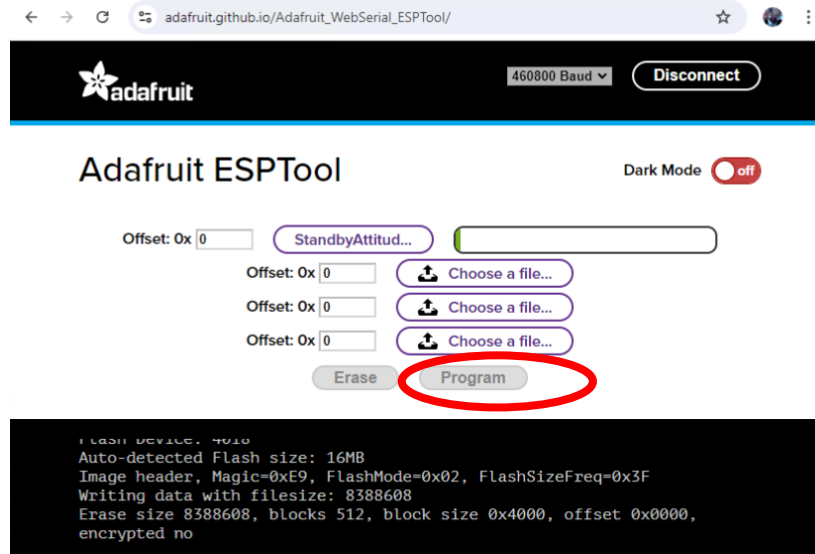 adafruit.github.io/Adafruit_WebSerial_ESPTool/
adafruit
460800 Baud
Disconnect
Adafruit ESPTool
Dark Mode off
Offset: 0x 0 StandbyAttitud...
Offset: 0x 0 Choose a file...
Offset: 0x 0 Choose a file...
Offset: 0x 0 Choose a file...
Erase Program
Flash Device: 4018
Auto-detected Flash size: 16MB
Image header, Magic=0xE9, FlashMode=0x02, FlashSizeFreq=0x3F
Writing data with filesize: 8388608
Erase size 8388608, blocks 512, block size 0x4000, offset 0x0000,
encrypted no